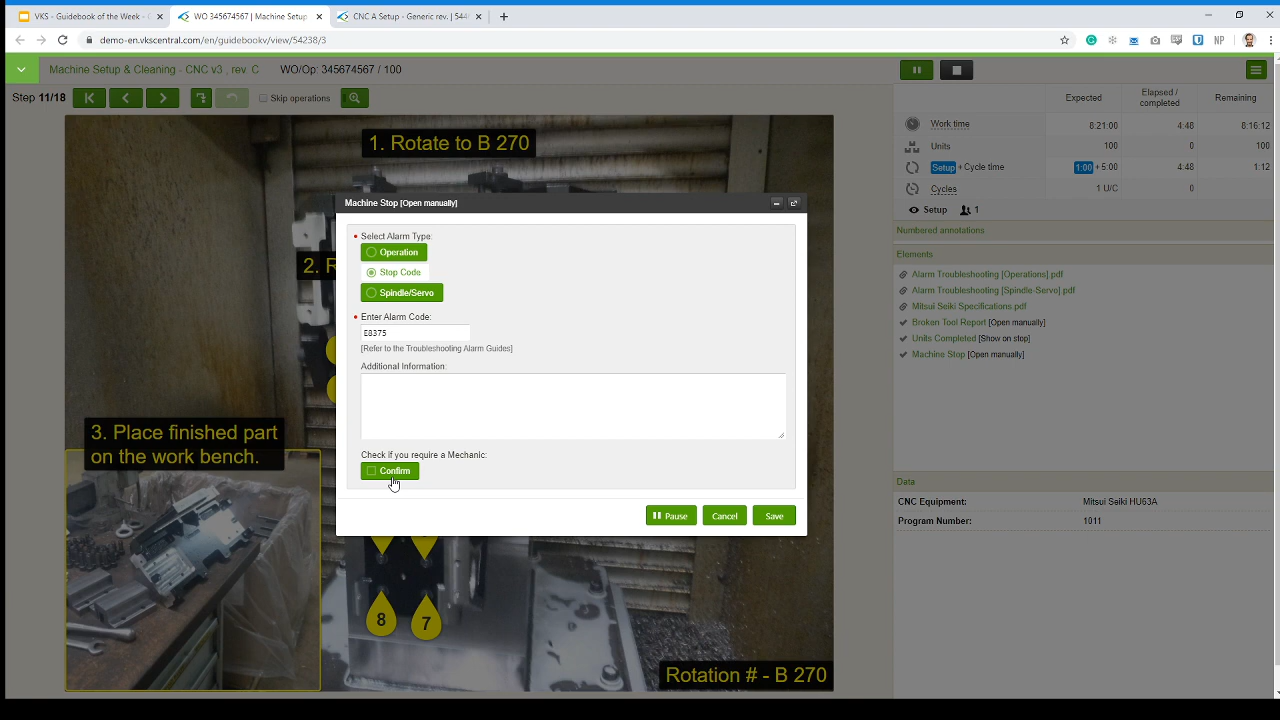 VKS - Guidebook of the Week - C
WO 345674567 | Machine Setup
CNC A Setup - Generic rev. | 544
demo-en.vkscentral.com/en/guidebookv/view/54238/3
NP
Machine Setup & Cleaning - CNC v3 , rev C WO/Op: 345674567 / 100
Step 11/18 Skip operations
1. Rotate to B 270
3. Place finished part
on the work bench.
8
7
Rotation # - B 270
Machine Stop [Open manually]
Select Alarm Type:
Operation
Stop Code
Spindle/Servo
Enter Alarm Code:
E8375
[Refer to the Troubleshooting Alarm Guides]
Additional Information:
Check if you require a Mechanic:
Confirm
Pause Cancel Save
Expected Elapsed / completed Remaining
Work time 8:21:00 4:48 8:16:12
Units 100 0 100
Setup + Cycle time 1:00 + 5:00 4:48 1:12
Cycles 1 U/C 0
Setup 1
Numbered annotations
Elements
Alarm Troubleshooting [Operations].pdf
Alarm Troubleshooting [Spindle-Servo].pdf
Mitsui Seiki Specifications.pdf
Broken Tool Report [Open manually]
Units Completed [Show on step]
Machine Stop [Open manually]
Data
CNC Equipment: Mitsui Seiki HU63A
Program Number: 1011